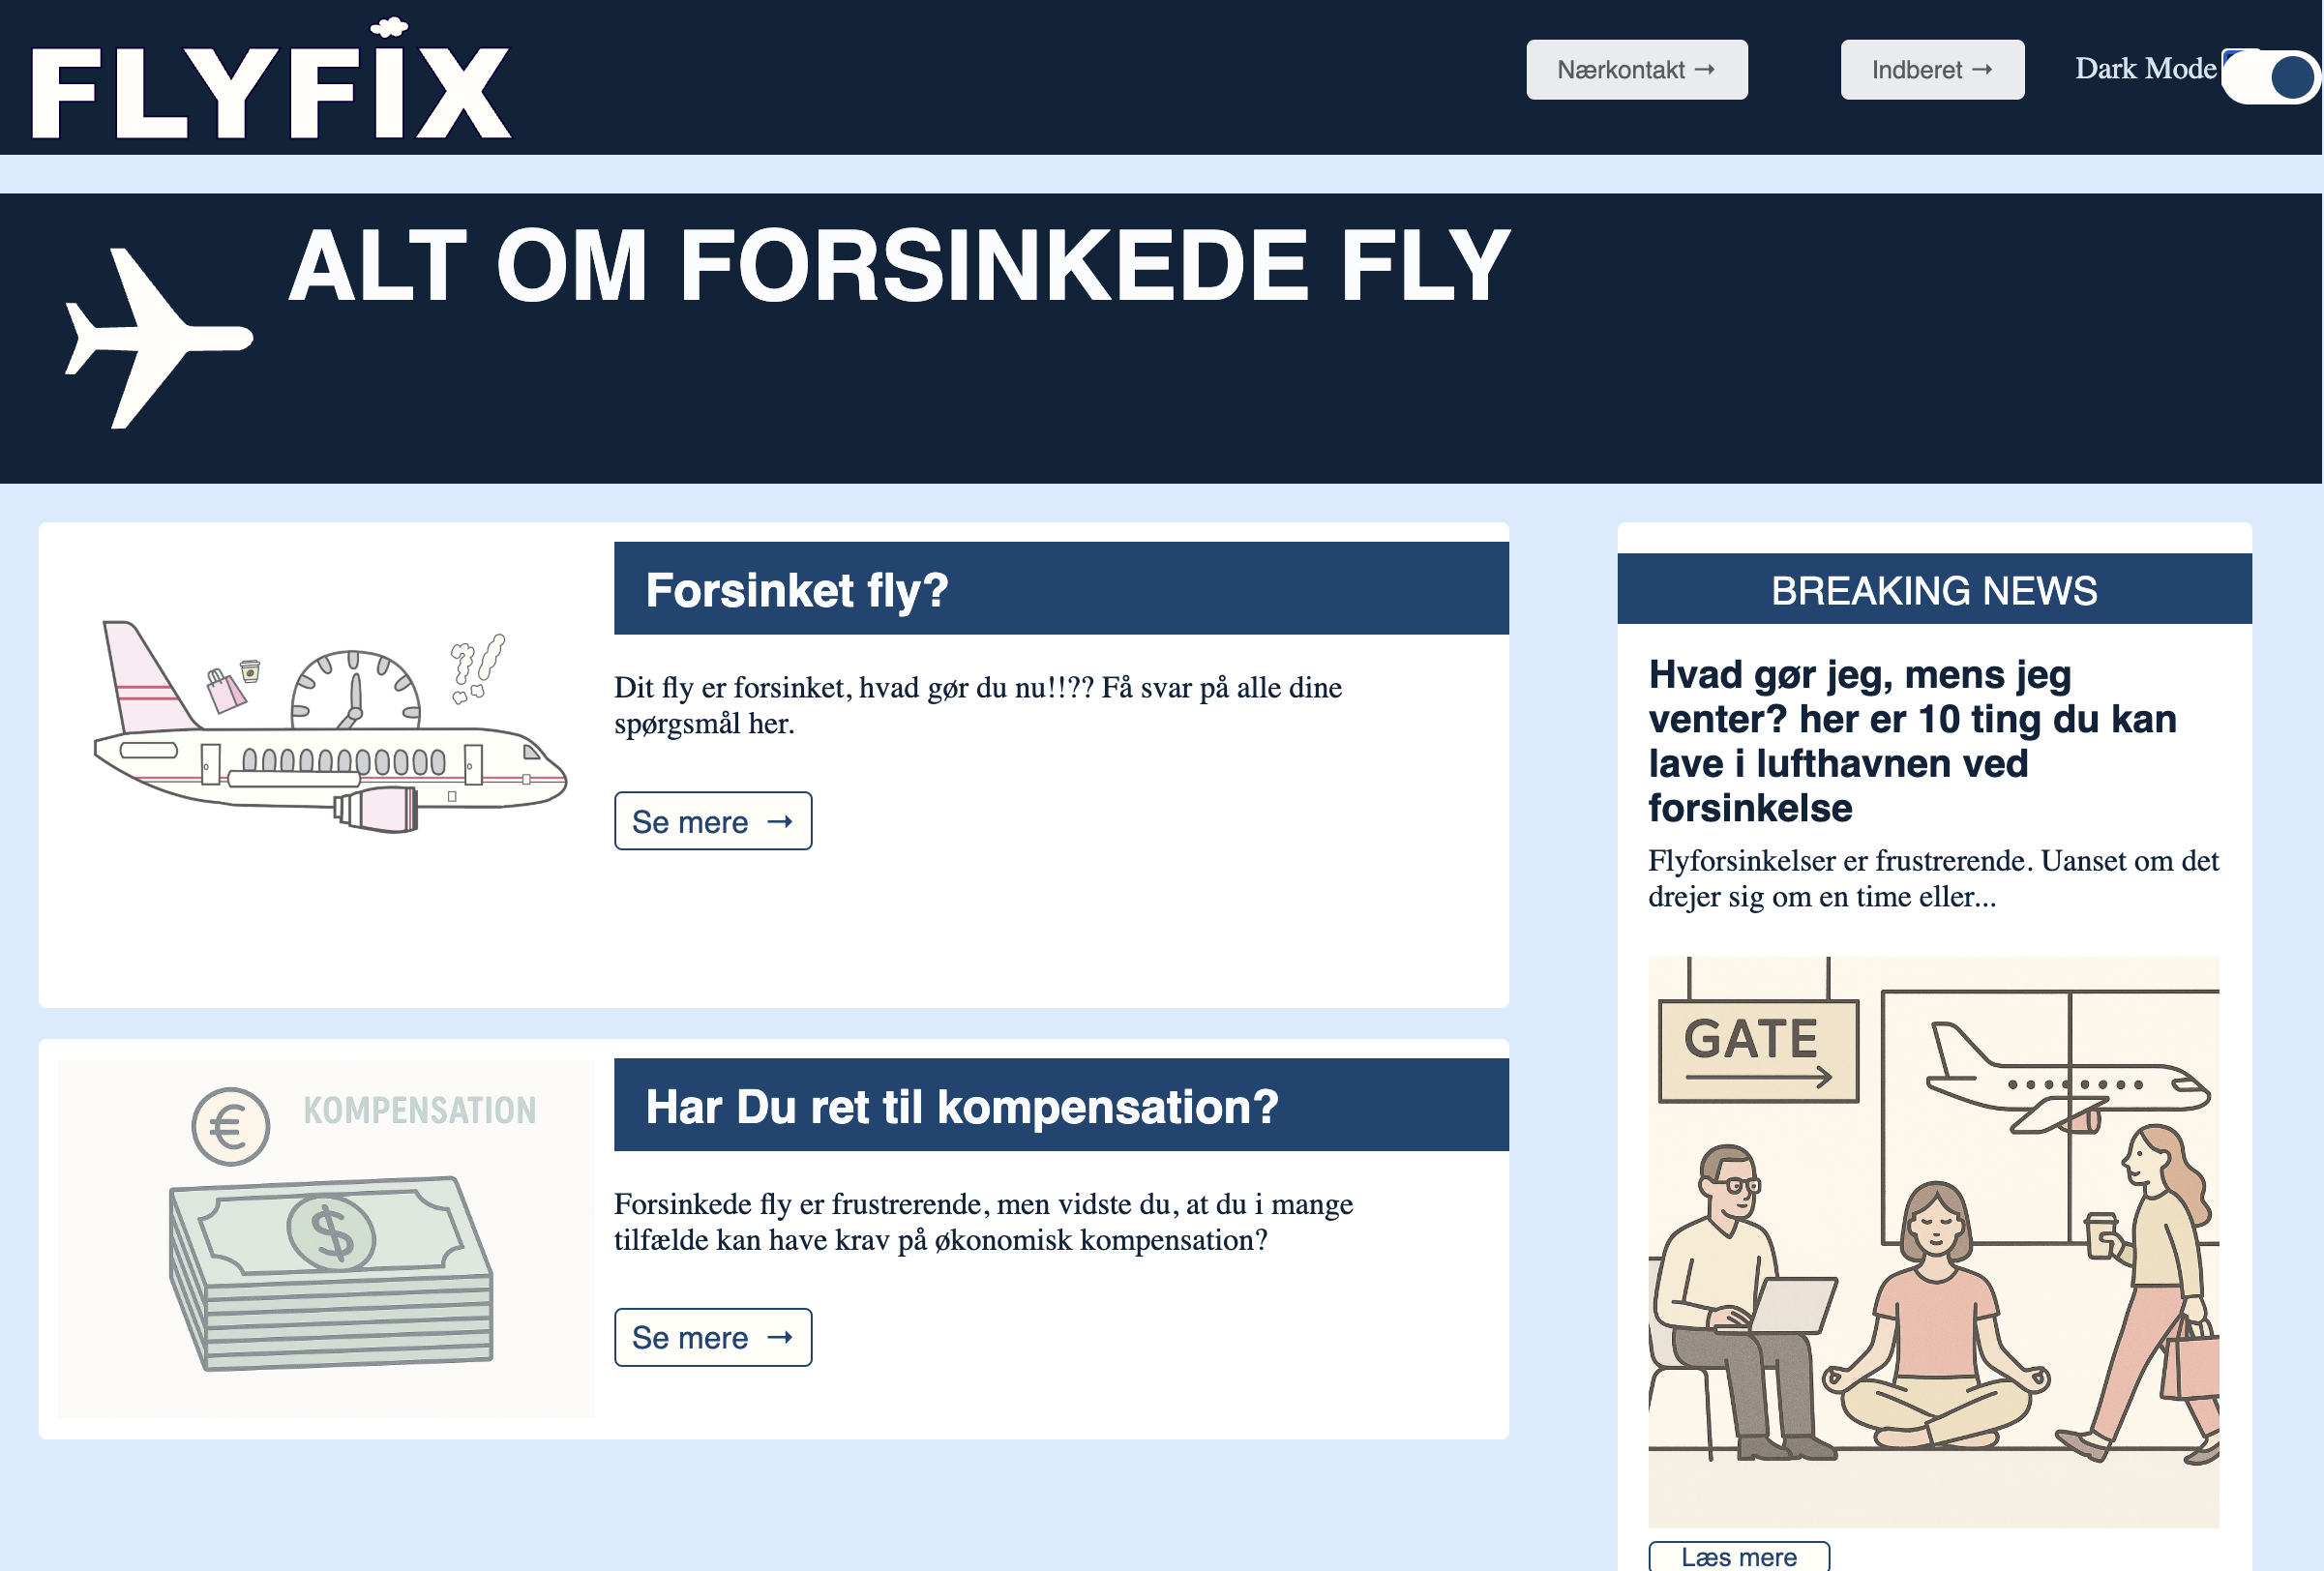 FLYFIX
Nærkontakt →
Indberet →
Dark Mode
ALT OM FORSINKEDE FLY
Forsinket fly?
Dit fly er forsinket, hvad gør du nu!!?? Få svar på alle dine
spørgsmål her.
Se mere →
?!
KOMPENSATION
€
$
Har Du ret til kompensation?
Forsinkede fly er frustrerende, men vidste du, at du i mange
tilfælde kan have krav på økonomisk kompensation?
Se mere →
BREAKING NEWS
Hvad gør jeg, mens jeg
venter? her er 10 ting du kan
lave i lufthavnen ved
forsinkelse
Flyforsinkelser er frustrerende. Uanset om det
drejer sig om en time eller...
GATE
→
Læs mere